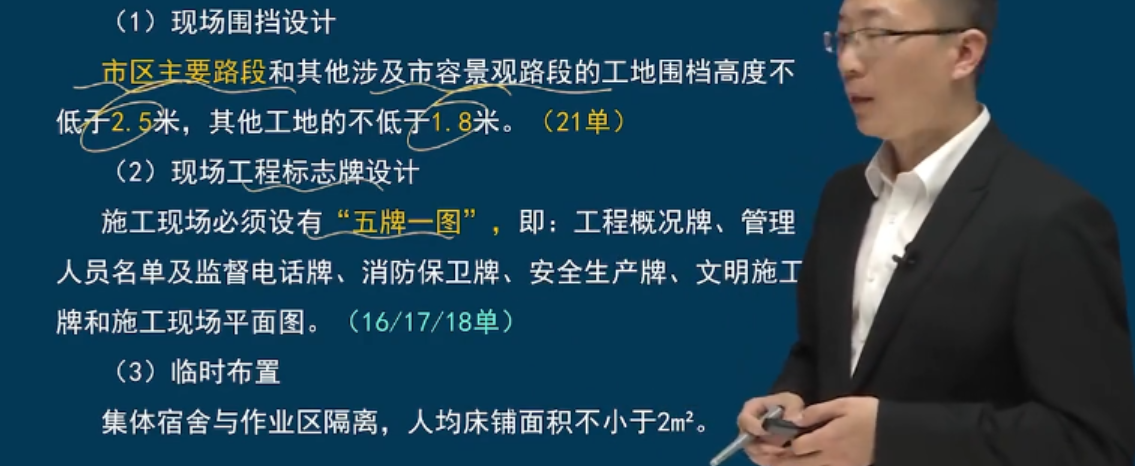 （1）现场围挡设计
市区主要路段和其他涉及市容景观路段的工地围档高度不
低于2.5米，其他工地的不低于1.8米。（21单）
（2）现场工程标志牌设计
施工现场必须设有“五牌一图”，即：工程概况牌、管理
人员名单及监督电话牌、消防保卫牌、安全生产牌、文明施工
牌和施工现场平面图。（16/17/18单）
（3）临时布置
集体宿舍与作业区隔离，人均床铺面积不小于2m²。